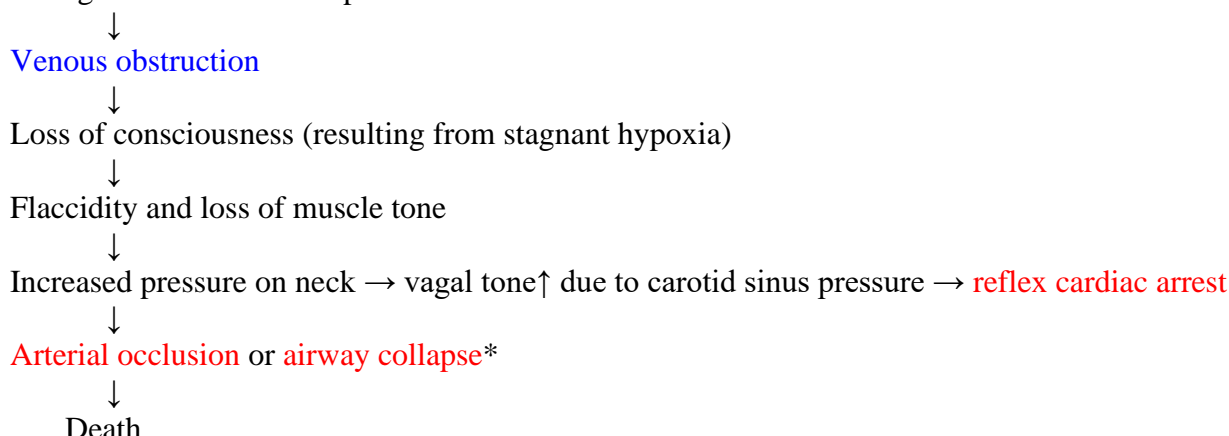 ↓
Venous obstruction
↓
Loss of consciousness (resulting from stagnant hypoxia)
↓
Flaccidity and loss of muscle tone
↓
Increased pressure on neck → vagal tone↑ due to carotid sinus pressure → reflex cardiac arrest
↓
Arterial occlusion or airway collapse*
↓
Death